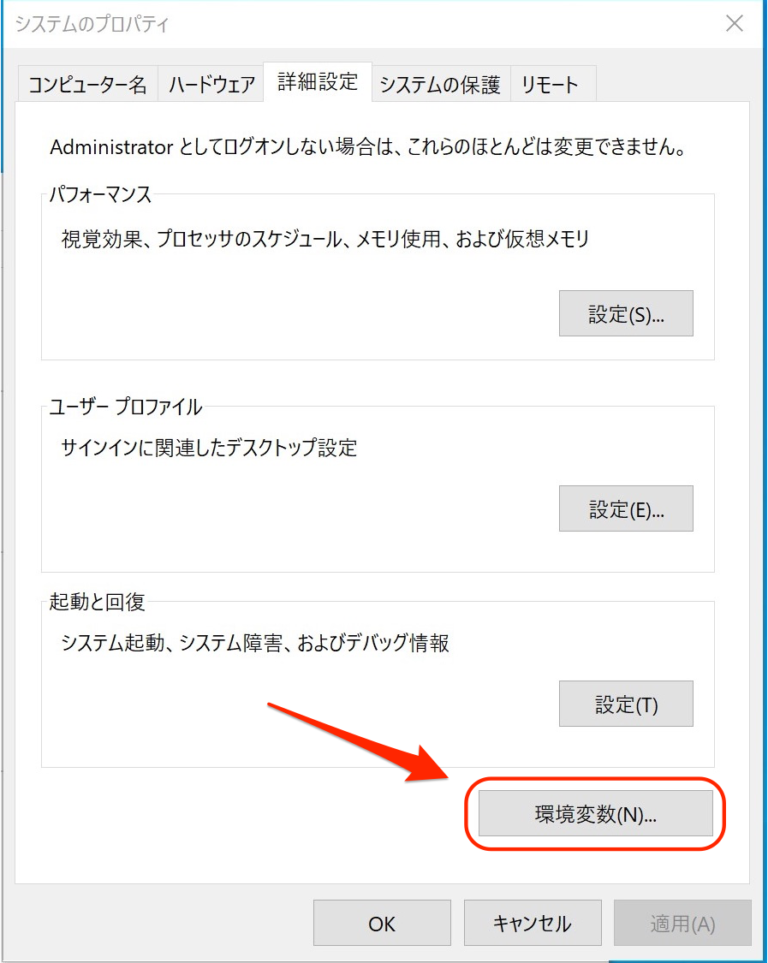 システムのプロパティ
コンピューター名 ハードウェア 詳細設定 システムの保護 リモート
Administrator としてログオンしない場合は、これらのほとんどは変更できません。
パフォーマンス
視覚効果、プロセッサのスケジュール、メモリ使用、および仮想メモリ
設定(S)...
ユーザー プロファイル
サインインに関連したデスクトップ設定
設定(E)...
起動と回復
システム起動、システム障害、およびデバッグ情報
設定(T)
環境変数(N)...
OK キャンセル 適用(A)